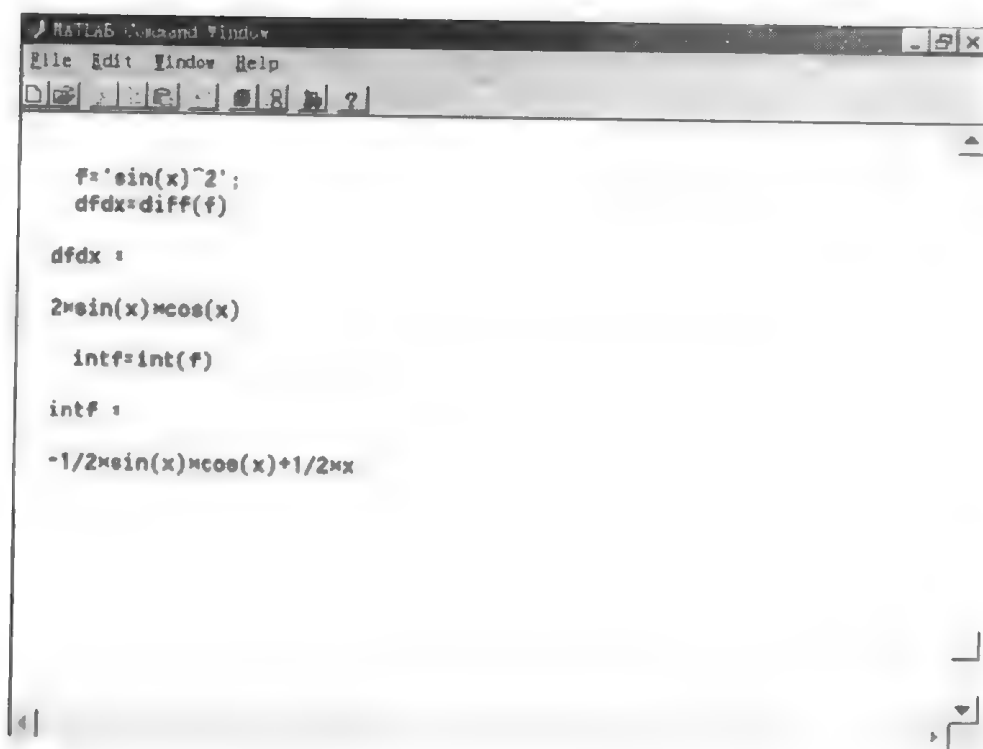 MATLAB Command Window
File Edit Window Help
f='sin(x)^2';
dfdx=diff(f)
dfdx =
2*sin(x)*cos(x)
intf=int(f)
intf =
-1/2*sin(x)*cos(x)+1/2*x